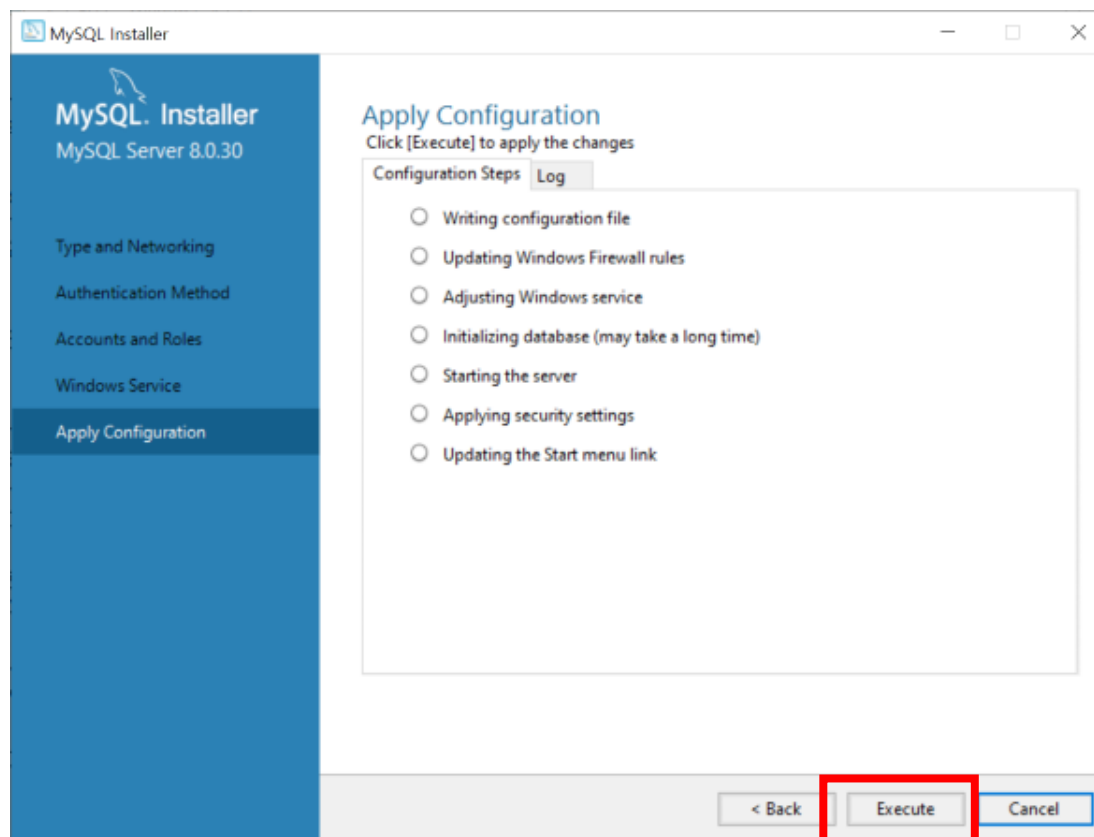 MySQL Installer
MySQL. Installer
MySQL Server 8.0.30
Type and Networking
Authentication Method
Accounts and Roles
Windows Service
Apply Configuration
Apply Configuration
Click [Execute] to apply the changes
Configuration Steps Log
Writing configuration file
Updating Windows Firewall rules
Adjusting Windows service
Initializing database (may take a long time)
Starting the server
Applying security settings
Updating the Start menu link
< Back Execute Cancel